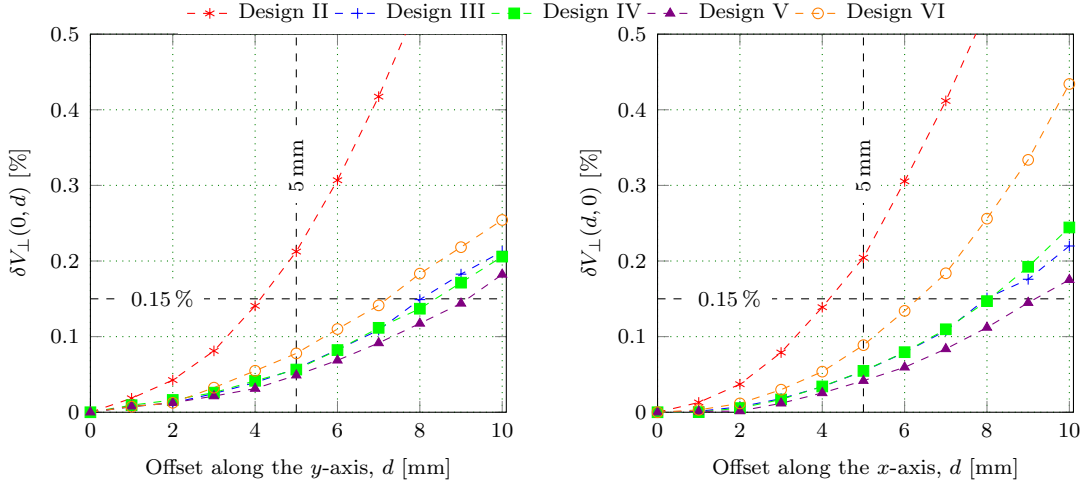 Design II Design III Design IV Design V Design VI
0.5
0.4
0.3
0.2
0.1
0
δV⊥(0, d) [%]
5 mm
0.15 %
0 2 4 6 8 10
Offset along the y-axis, d [mm]
0.5
0.4
0.3
0.2
0.1
0
δV⊥(d, 0) [%]
5 mm
0.15 %
0 2 4 6 8 10
Offset along the x-axis, d [mm]